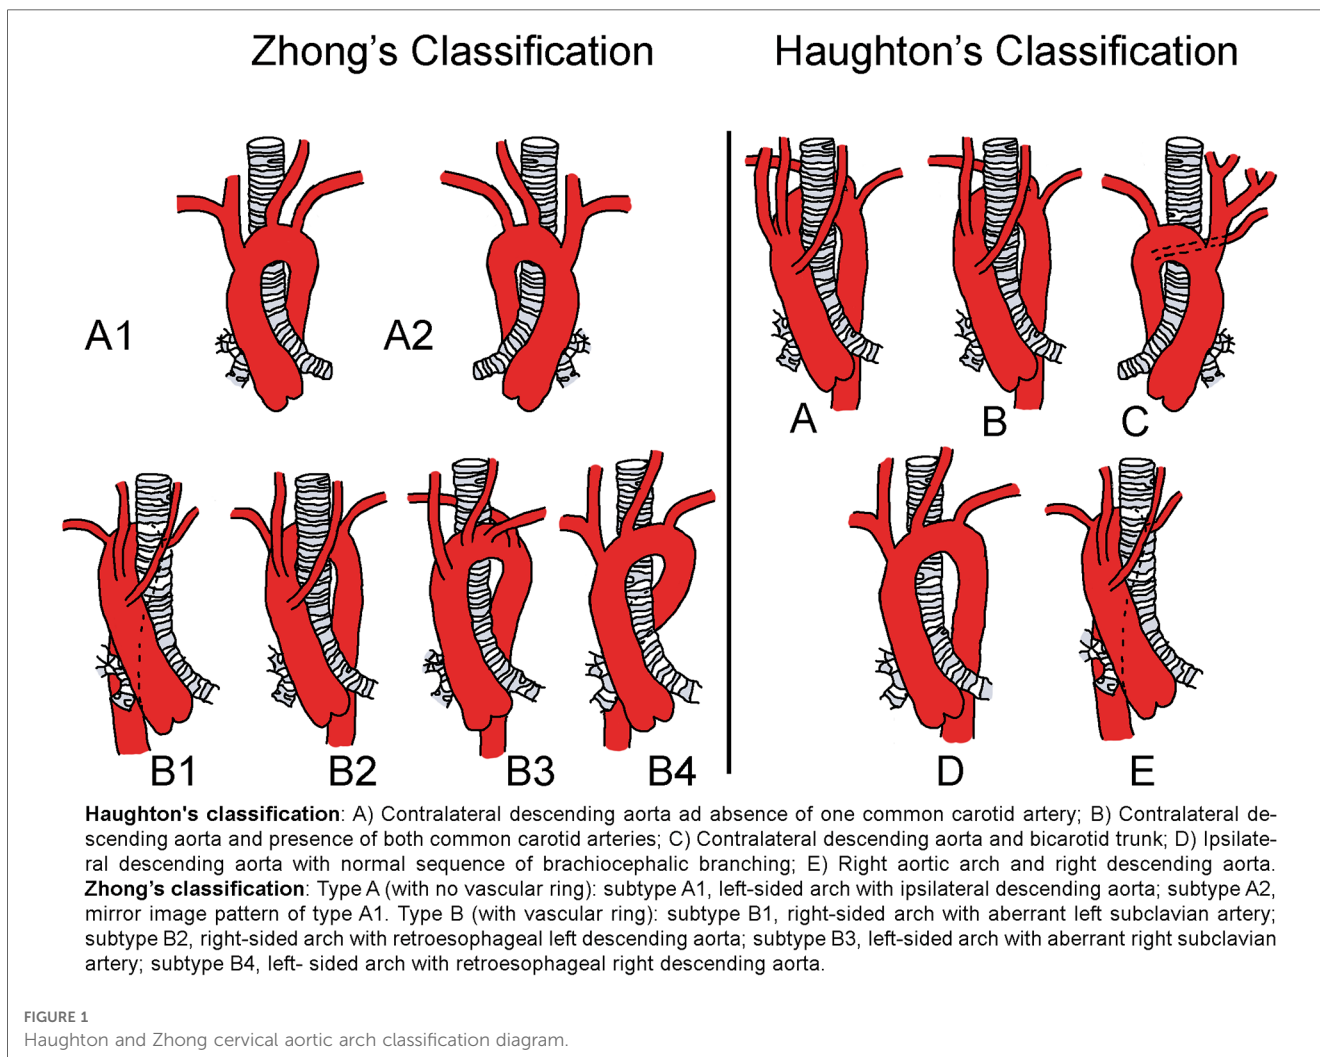 Zhong's Classification
Haughton's Classification
A1
A2
A
B
C
B1
B2
B3
B4
D
E
Haughton's classification: A) Contralateral descending aorta ad absence of one common carotid artery; B) Contralateral de-
scending aorta and presence of both common carotid arteries; C) Contralateral descending aorta and bicarotid trunk; D) Ipsilate-
ral descending aorta with normal sequence of brachiocephalic branching; E) Right aortic arch and right descending aorta.
Zhong's classification: Type A (with no vascular ring): subtype A1, left-sided arch with ipsilateral descending aorta; subtype A2,
mirror image pattern of type A1. Type B (with vascular ring): subtype B1, right-sided arch with aberrant left subclavian artery;
subtype B2, right-sided arch with retroesophageal left descending aorta; subtype B3, left-sided arch with aberrant right subclavian
artery; subtype B4, left- sided arch with retroesophageal right descending aorta.
FIGURE 1
Haughton and Zhong cervical aortic arch classification diagram.